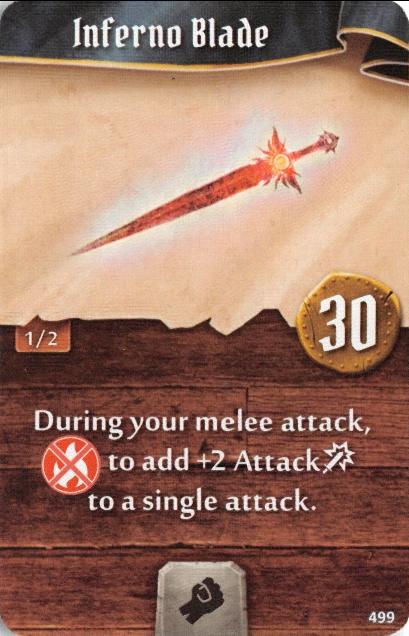 Inferno Blade
1/2
30
During your melee attack,
to add +2 Attack
to a single attack.
499